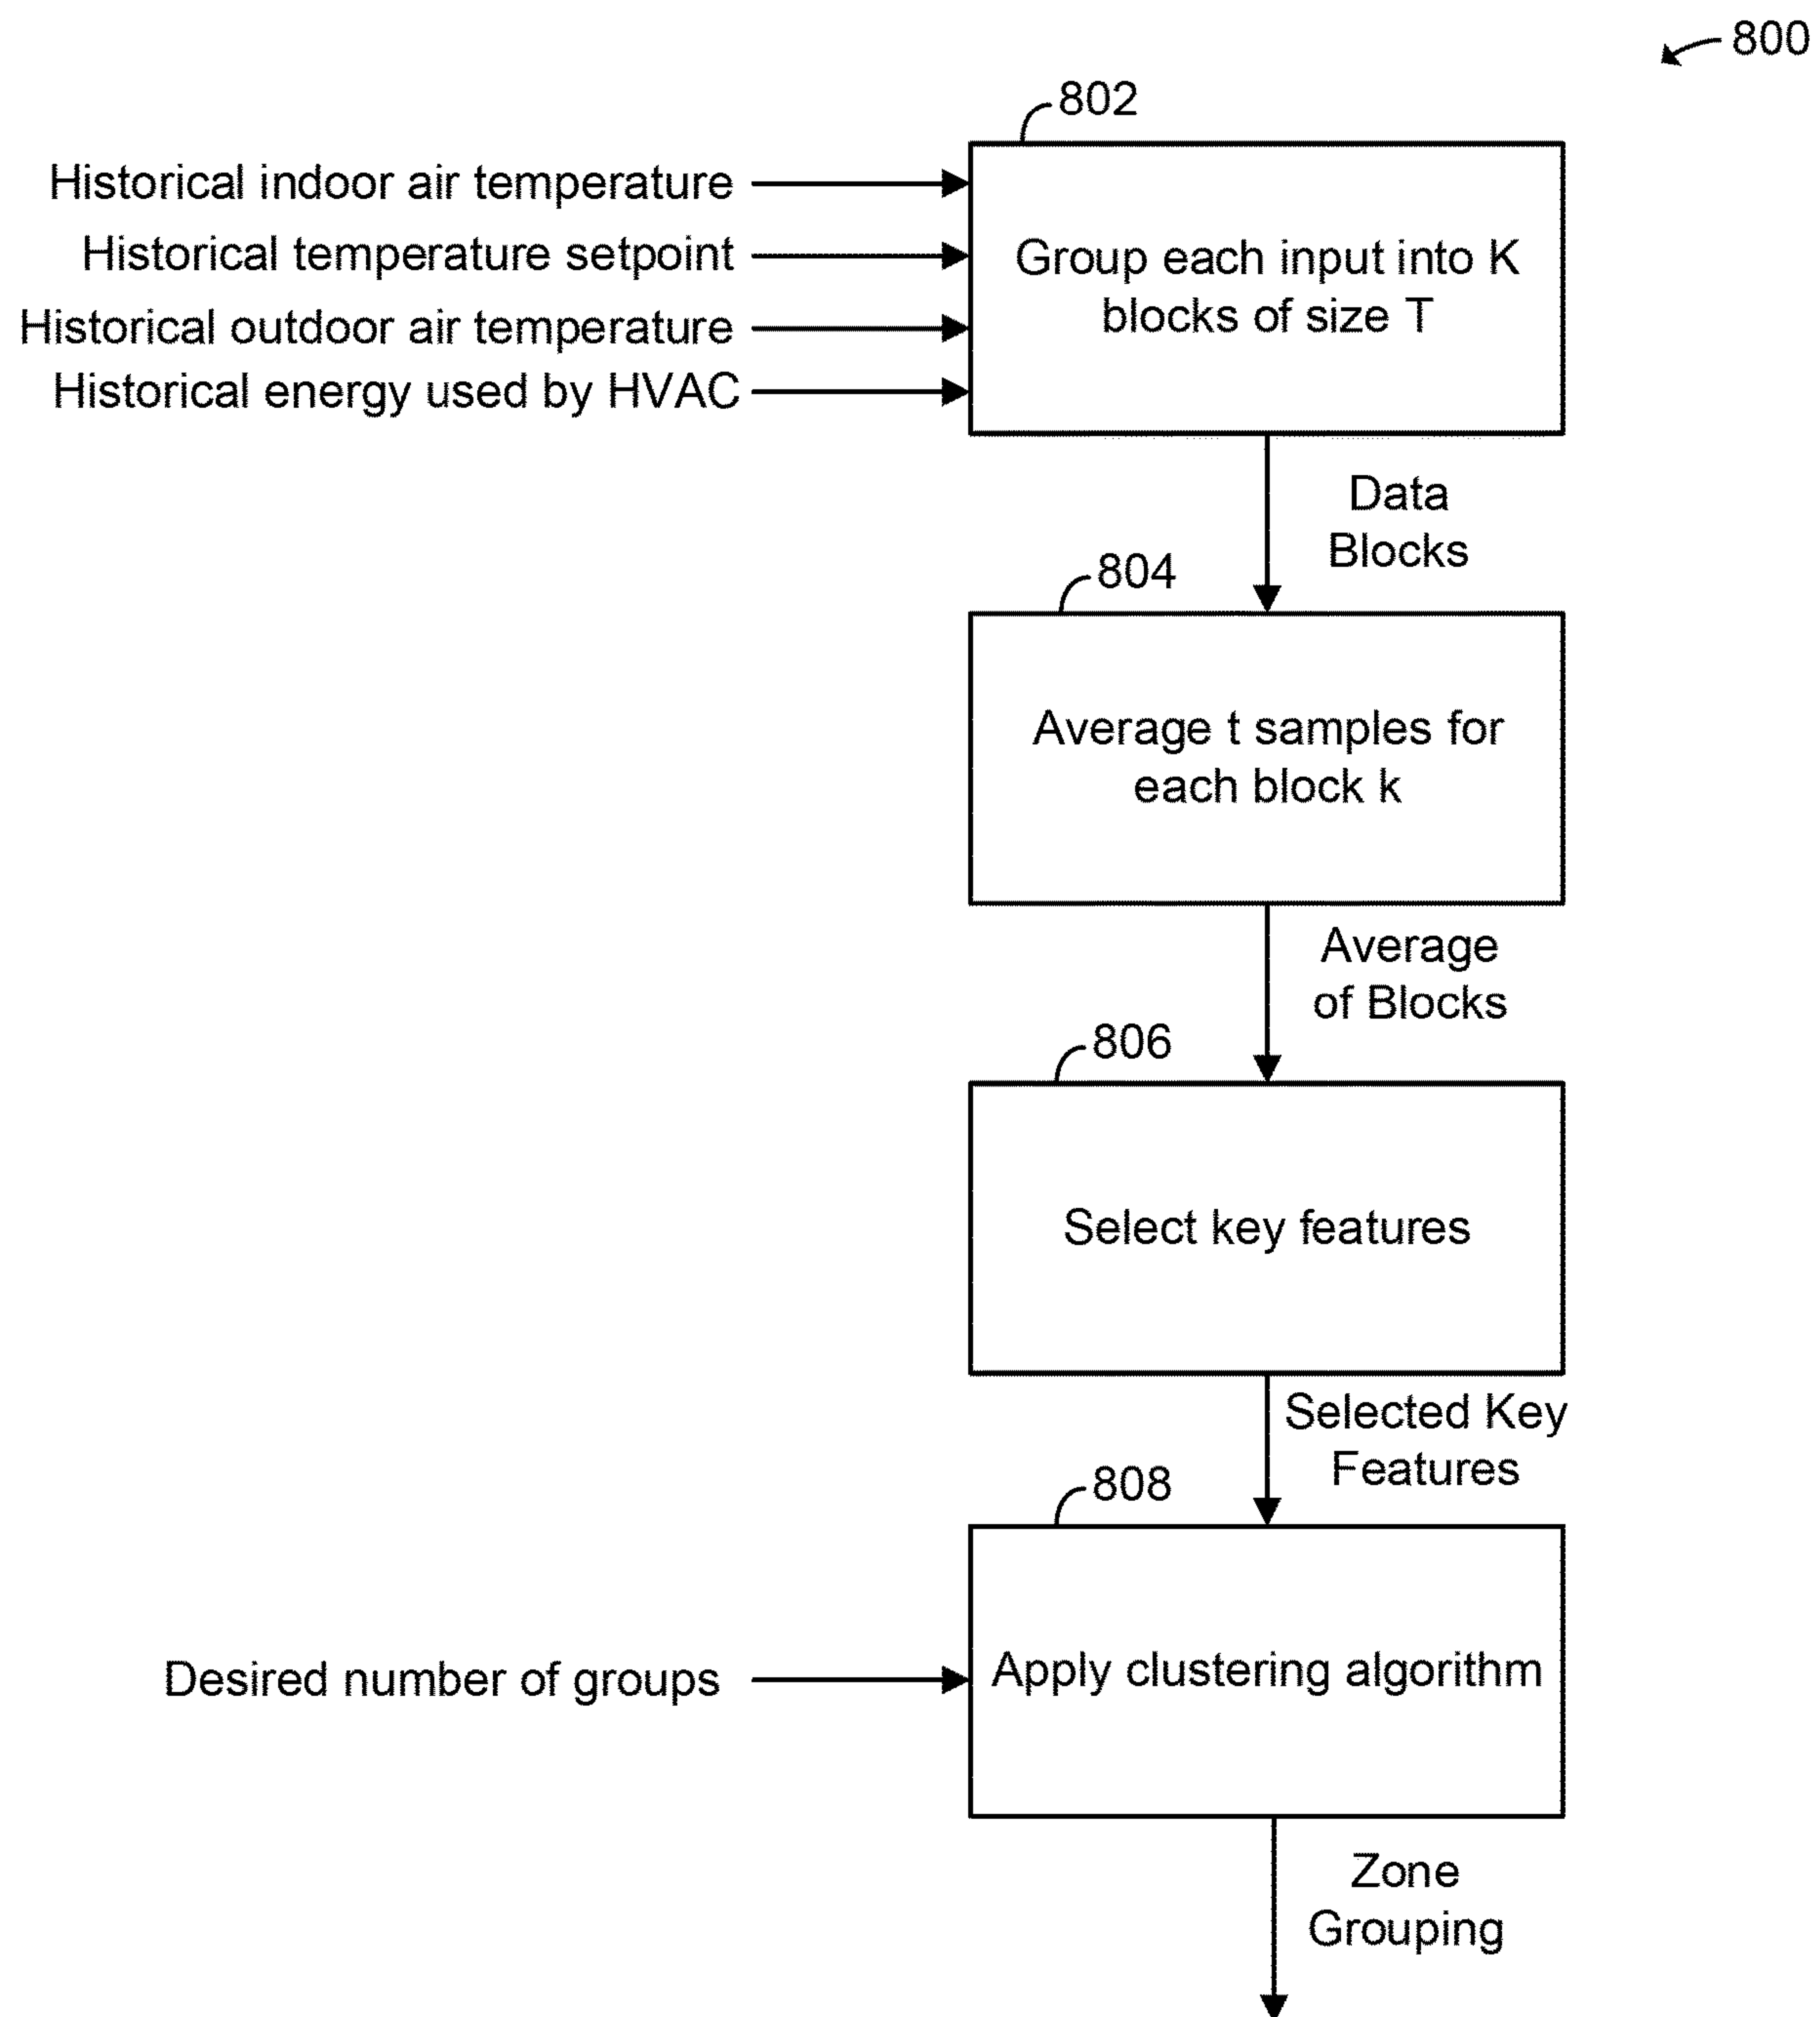 800
802
Historical indoor air temperature
Historical temperature setpoint
Historical outdoor air temperature
Historical energy used by HVAC
Group each input into K
blocks of size T
Data
Blocks
804
Average t samples for
each block k
Average
of Blocks
806
Select key features
Selected Key
Features
808
Desired number of groups
Apply clustering algorithm
Zone
Grouping